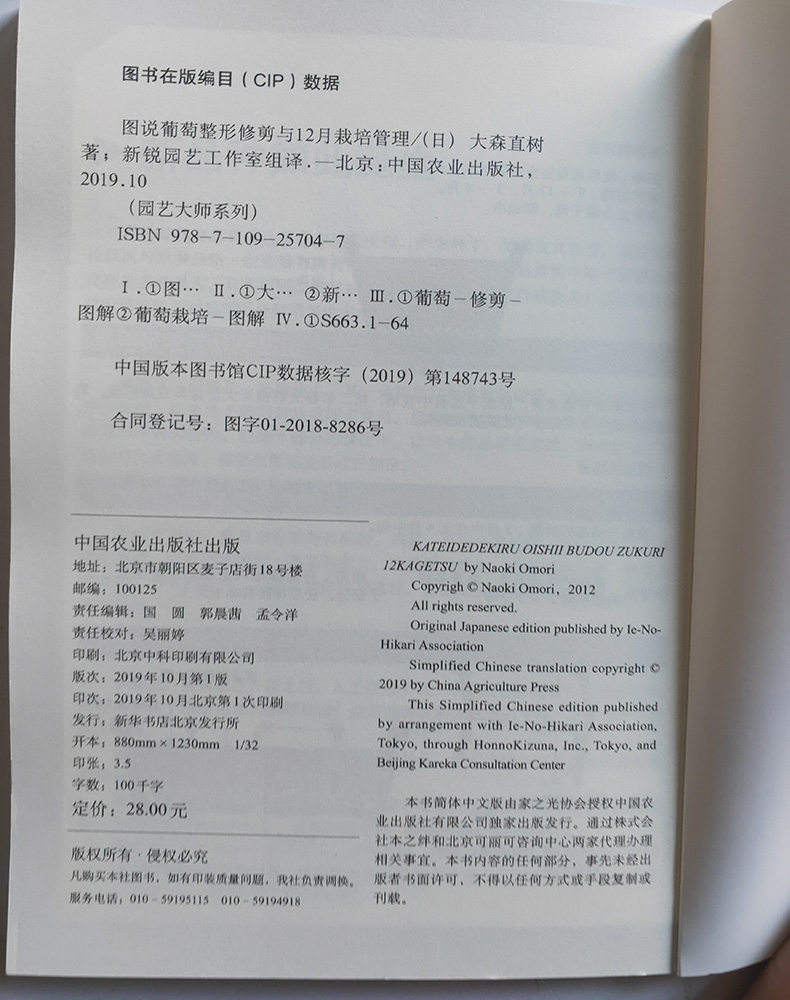 图书在版编目（CIP）数据
图说葡萄整形修剪与12月栽培管理/(日) 大森直树
著；新锐园艺工作室组译.—北京：中国农业出版社，
2019.10
（园艺大师系列）
ISBN 978-7-109-25704-7
Ⅰ.①图… Ⅱ.①大… ②新… Ⅲ.①葡萄－修剪－
图解②葡萄栽培－图解 Ⅳ.①S663.1-64
中国版本图书馆CIP数据核字（2019）第148743号
合同登记号：图字01-2018-8286号
中国农业出版社出版
地址：北京市朝阳区麦子店街18号楼
邮编：100125
责任编辑：国 圆 郭晨茜 孟令洋
责任校对：吴丽婷
印刷：北京中科印刷有限公司
版次：2019年10月第1版
印次：2019年10月北京第1次印刷
发行：新华书店北京发行所
开本：880mm×1230mm 1/32
印张：3.5
字数：100千字
定价：28.00元
版权所有·侵权必究
凡购买本社图书，如有印装质量问题，我社负责调换。
服务电话：010－59195115 010－59194918
KATEIDEDEKIRU OISHII BUDOU ZUKURI
12KAGETSU by Naoki Omori
Copyrigh © Naoki Omori, 2012
All rights reserved.
Original Japanese edition published by Ie-No-
Hikari Association
Simplified Chinese translation copyright ©
2019 by China Agriculture Press
This Simplified Chinese edition published
by arrangement with Ie-No-Hikari Association,
Tokyo, through HonnoKizuna, Inc., Tokyo, and
Beijing Kareka Consultation Center
本书简体中文版由家之光协会授权中国农
业出版社有限公司独家出版发行。通过株式会
社本之绊和北京可丽可咨询中心两家代理办理
相关事宜。本书内容的任何部分，事先未经出
版者书面许可，不得以任何方式或手段复制或
刊载。